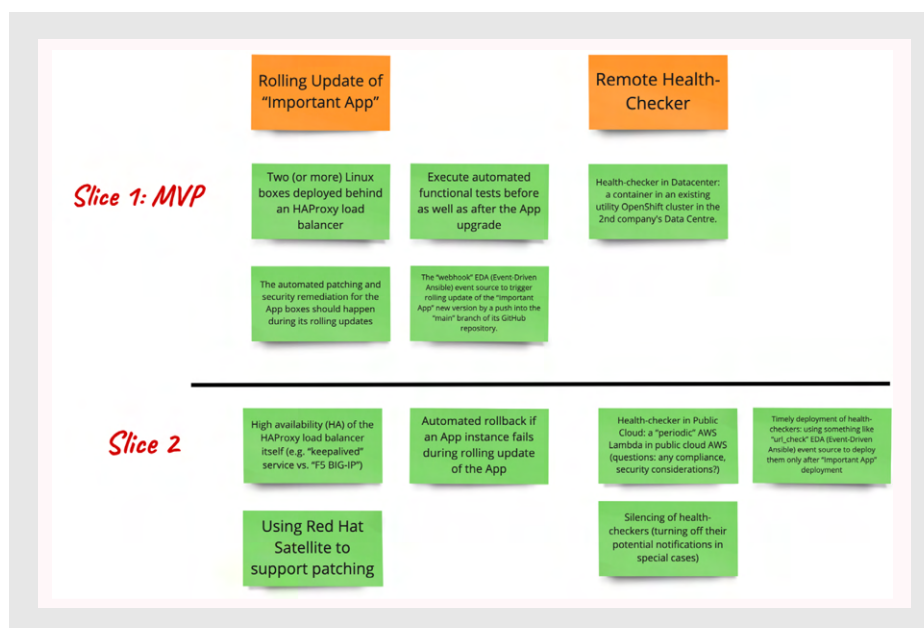 Rolling Update of
“Important App”
Remote Health-
Checker
Slice 1: MVP
Two (or more) Linux
boxes deployed behind
an HAProxy load
balancer
Execute automated
functional tests before
as well as after the App
upgrade
Health-checker in Datacenter:
a container in an existing
utility OpenShift cluster in the
2nd company's Data Centre.
The automated patching and
security remediation for the
App boxes should happen
during its rolling updates
The “webhook” EDA (Event-Driven
Ansible) event source to trigger
rolling update of the “Important
App” new version by a push into the
“main” branch of its GitHub
repository.
Slice 2
High availability (HA) of the
HAProxy load balancer
itself (e.g. “keepalived”
service vs. “F5 BIG-IP”)
Automated rollback if
an App instance fails
during rolling update
of the App
Health-checker in Public
Cloud: a “periodic” AWS
Lambda in public cloud AWS
(questions: any compliance,
security considerations?)
Timely deployment of health-
checkers: using something like
“url_check” EDA (Event-Driven
Ansible) event source to deploy
them only after “Important App”
deployment
Using Red Hat
Satellite to
support patching
Silencing of health-
checkers (turning off their
potential notifications in
special cases)